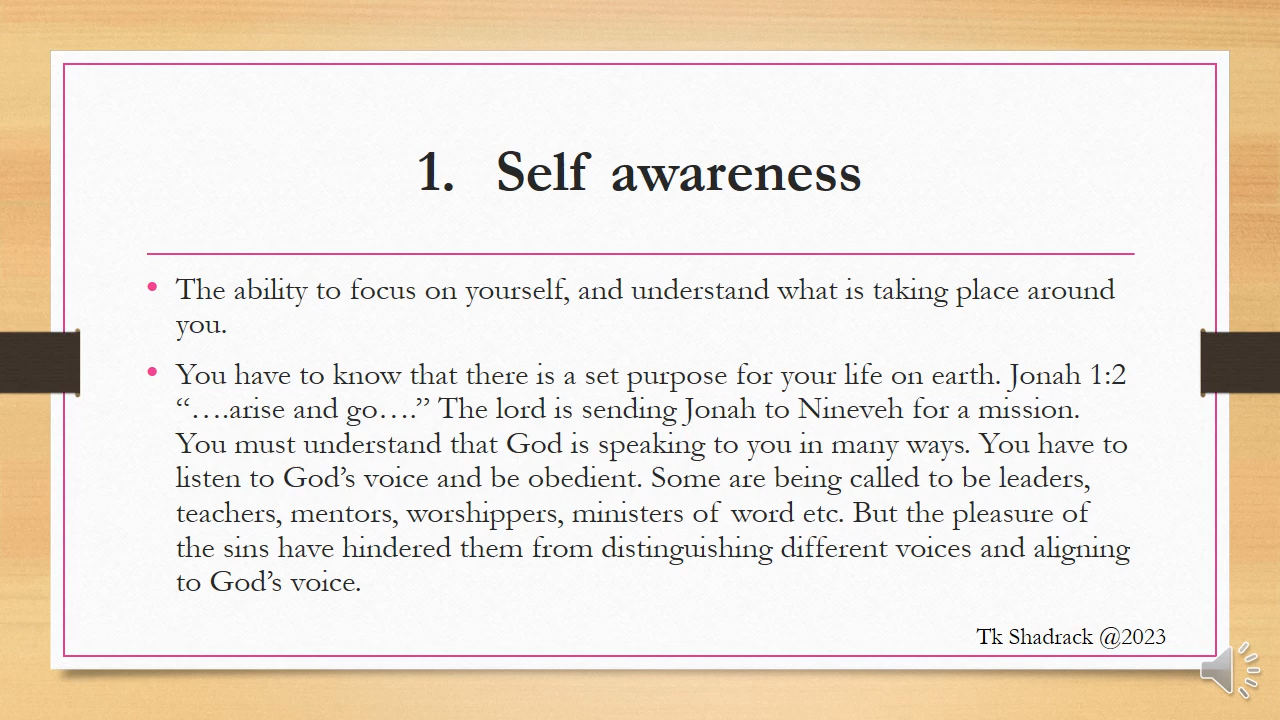 1. Self awareness
• The ability to focus on yourself, and understand what is taking place around
you.
• You have to know that there is a set purpose for your life on earth. Jonah 1:2
“….arise and go….” The lord is sending Jonah to Nineveh for a mission.
You must understand that God is speaking to you in many ways. You have to
listen to God’s voice and be obedient. Some are being called to be leaders,
teachers, mentors, worshippers, ministers of word etc. But the pleasure of
the sins have hindered them from distinguishing different voices and aligning
to God’s voice.
Tk Shadrack @2023